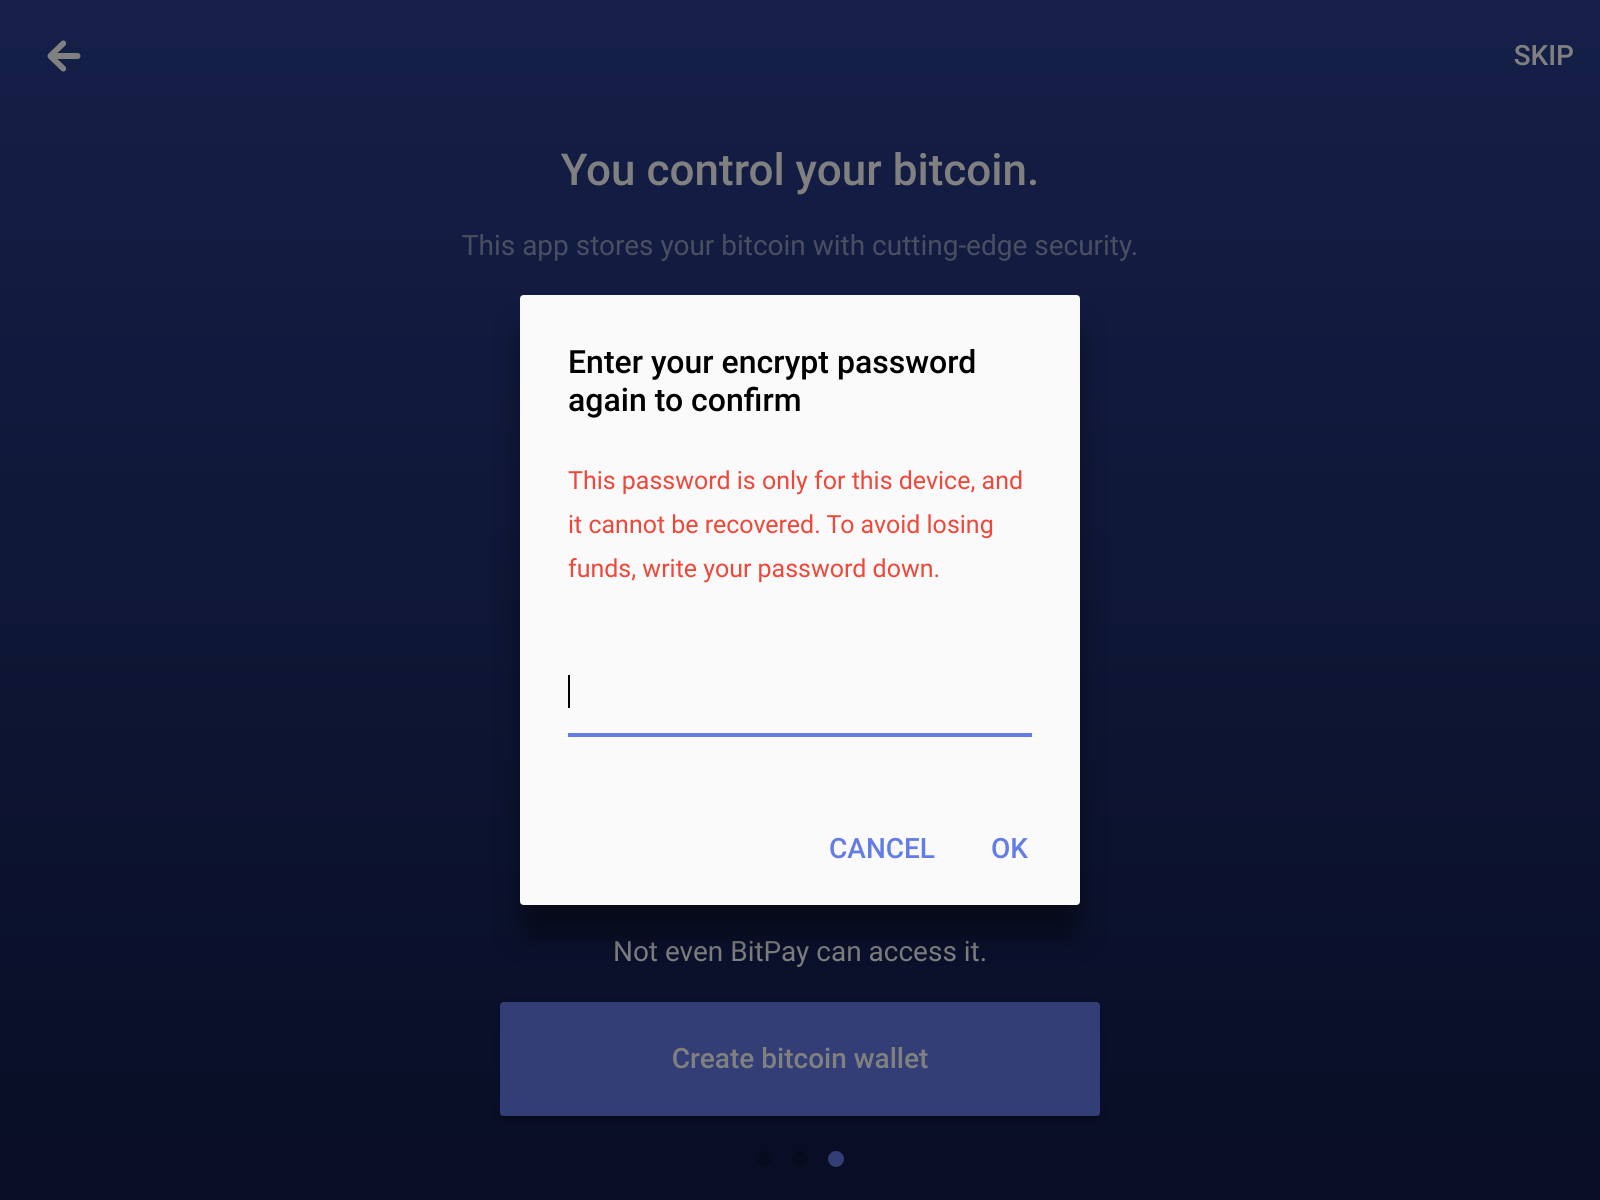 SKIP
You control your bitcoin.
This app stores your bitcoin with cutting-edge security.
Enter your encrypt password
again to confirm
This password is only for this device, and
it cannot be recovered. To avoid losing
funds, write your password down.
CANCEL OK
Not even BitPay can access it.
Create bitcoin wallet